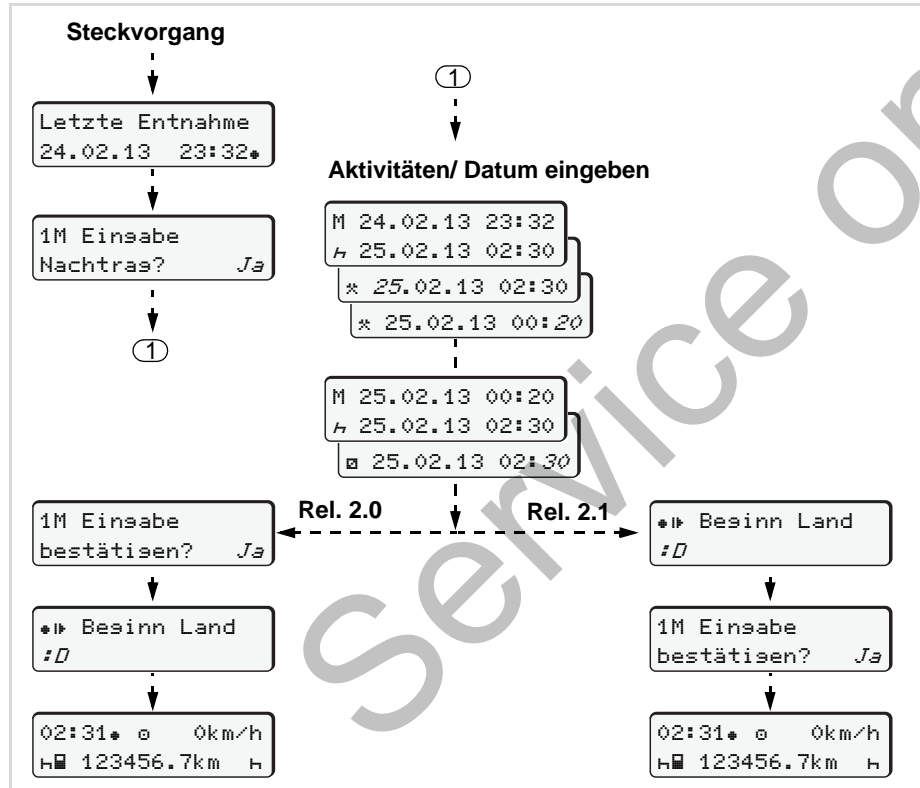 Steckvorgang
Letzte Entnahme
24.02.13 23:32
1M Eingabe
Nachtrag? Ja
1
1
Aktivitäten/ Datum eingeben
M 24.02.13 23:32
25.02.13 02:30
25.02.13 02:30
25.02.13 00:20
M 25.02.13 00:20
25.02.13 02:30
25.02.13 02:30
Rel. 2.0
Rel. 2.1
1M Eingabe
bestätigen? Ja
Beginn Land
:D
02:31 0km/h
123456.7km
Beginn Land
:D
1M Eingabe
bestätigen? Ja
02:31 0km/h
123456.7km
Service